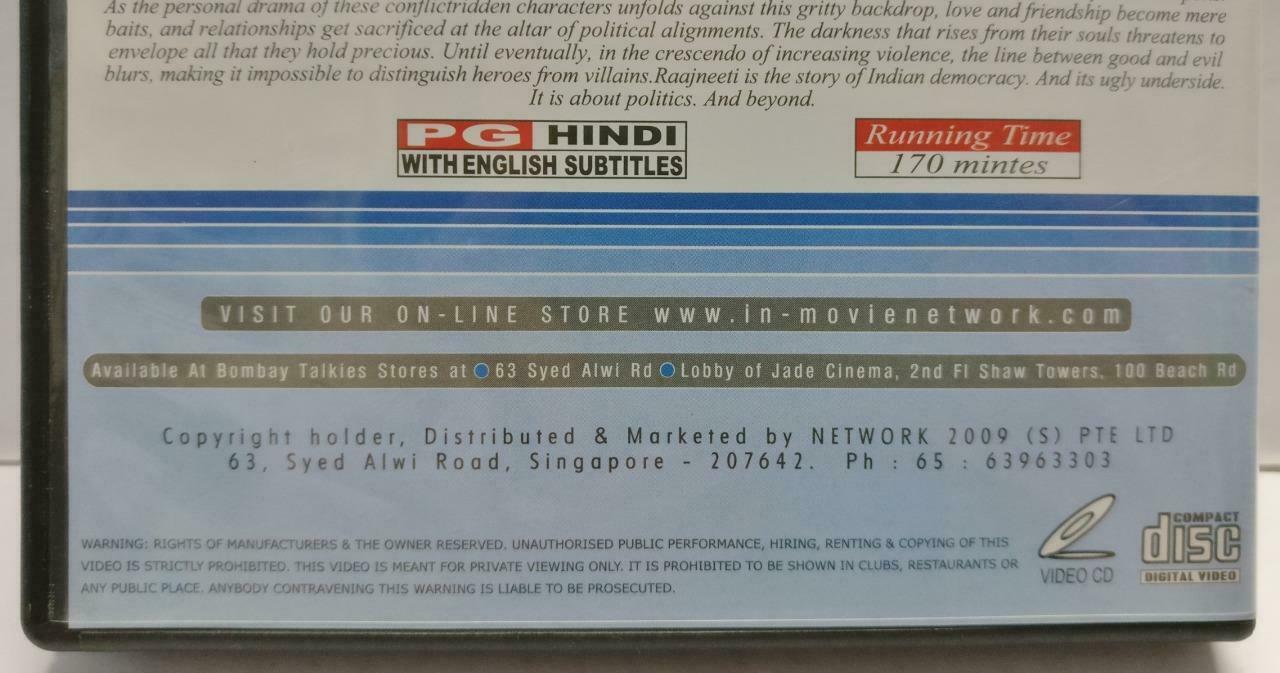 As the personal drama of these conflictridden characters unfolds against this gritty backdrop, love and friendship become mere
baits, and relationships get sacrificed at the altar of political alignments. The darkness that rises from their souls threatens to
envelope all that they hold precious. Until eventually, in the crescendo of increasing violence, the line between good and evil
blurs, making it impossible to distinguish heroes from villains.Raajneeti is the story of Indian democracy. And its ugly underside.
It is about politics. And beyond.
PG HINDI
WITH ENGLISH SUBTITLES
Running Time
170 mintes
VISIT OUR ON-LINE STORE www.in-movienetwork.com
Available At Bombay Talkies Stores at 63 Syed Alwi Rd Lobby of Jade Cinema, 2nd Fl Shaw Towers, 100 Beach Rd
Copyright holder, Distributed & Marketed by NETWORK 2009 (S) PTE LTD
63, Syed Alwi Road, Singapore - 207642. Ph : 65 : 63963303
WARNING: RIGHTS OF MANUFACTURERS & THE OWNER RESERVED. UNAUTHORISED PUBLIC PERFORMANCE, HIRING, RENTING & COPYING OF THIS
VIDEO IS STRICTLY PROHIBITED. THIS VIDEO IS MEANT FOR PRIVATE VIEWING ONLY. IT IS PROHIBITED TO BE SHOWN IN CLUBS, RESTAURANTS OR
ANY PUBLIC PLACE. ANYBODY CONTRAVENING THIS WARNING IS LIABLE TO BE PROSECUTED.
VIDEO CD
COMPACT
disc
DIGITAL VIDEO